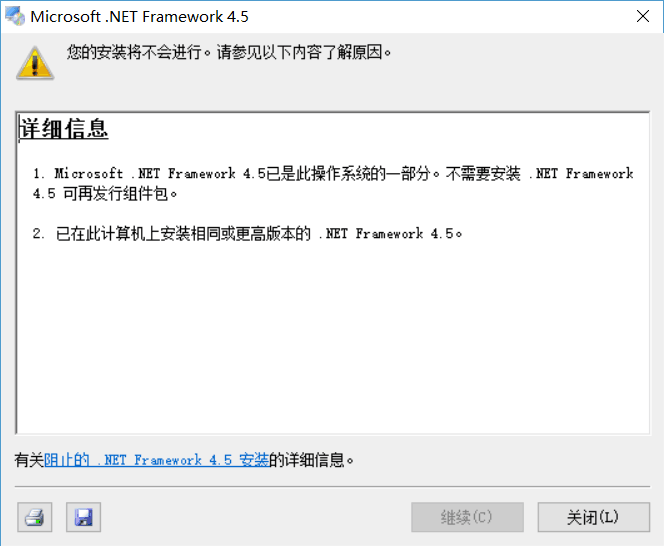 Microsoft .NET Framework 4.5
您的安装将不会进行。请参见以下内容了解原因。
详细信息
1. Microsoft .NET Framework 4.5已是此操作系统的一部分。不需要安装 .NET Framework
4.5 可再发行组件包。
2. 已在此计算机上安装相同或更高版本的 .NET Framework 4.5。
有关阻止的 .NET Framework 4.5 安装的详细信息。
继续(C)
关闭(L)